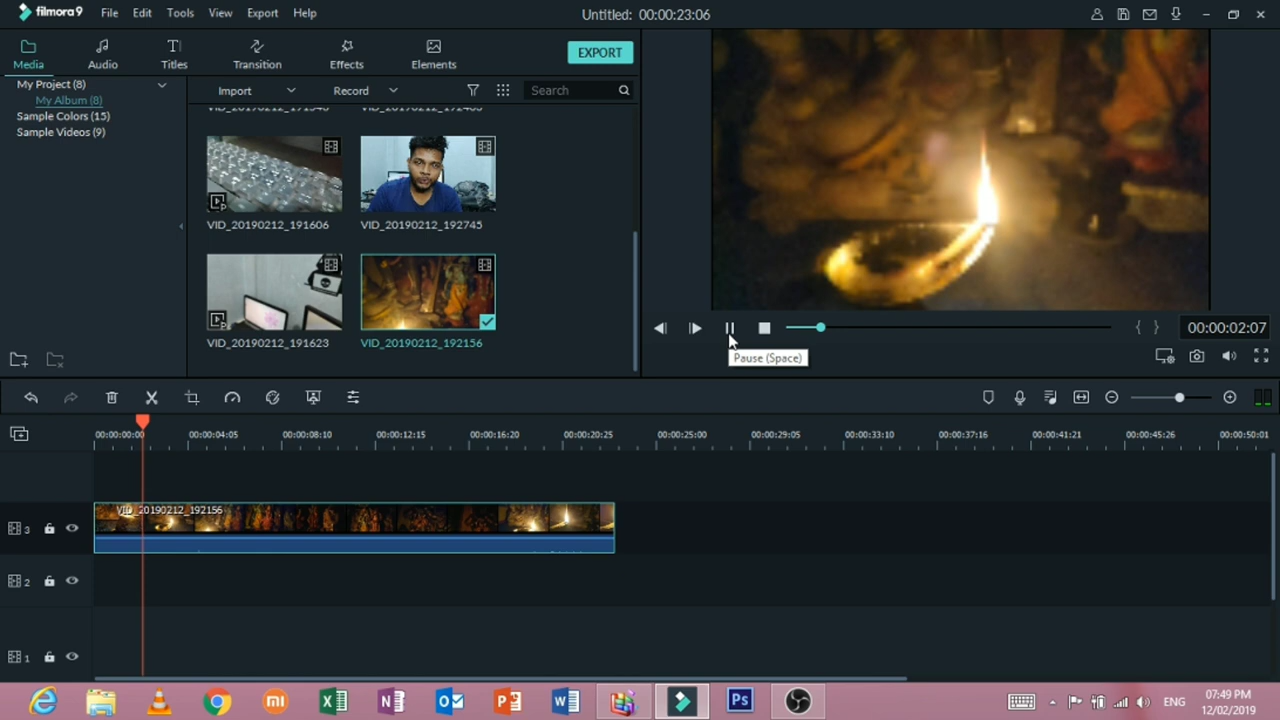 filmora9 File Edit Tools View Export Help Untitled: 00:00:23:06
Media Audio Titles Transition Effects Elements EXPORT
My Project (8)
My Album (8)
Sample Colors (15)
Sample Videos (9)
Import Record Search
VID_20190212_191606 VID_20190212_192745
VID_20190212_191623 VID_20190212_192156
{ } 00:00:02:07
Pause (Space)
00:00:00:00 00:00:04:05 00:00:08:10 00:00:12:15 00:00:16:20 00:00:20:25 00:00:25:00 00:00:29:05 00:00:33:10 00:00:37:16 00:00:41:21 00:00:45:26 00:00:50:01
VID_20190212_192156
3
2
1
ENG 07:49 PM
12/02/2019